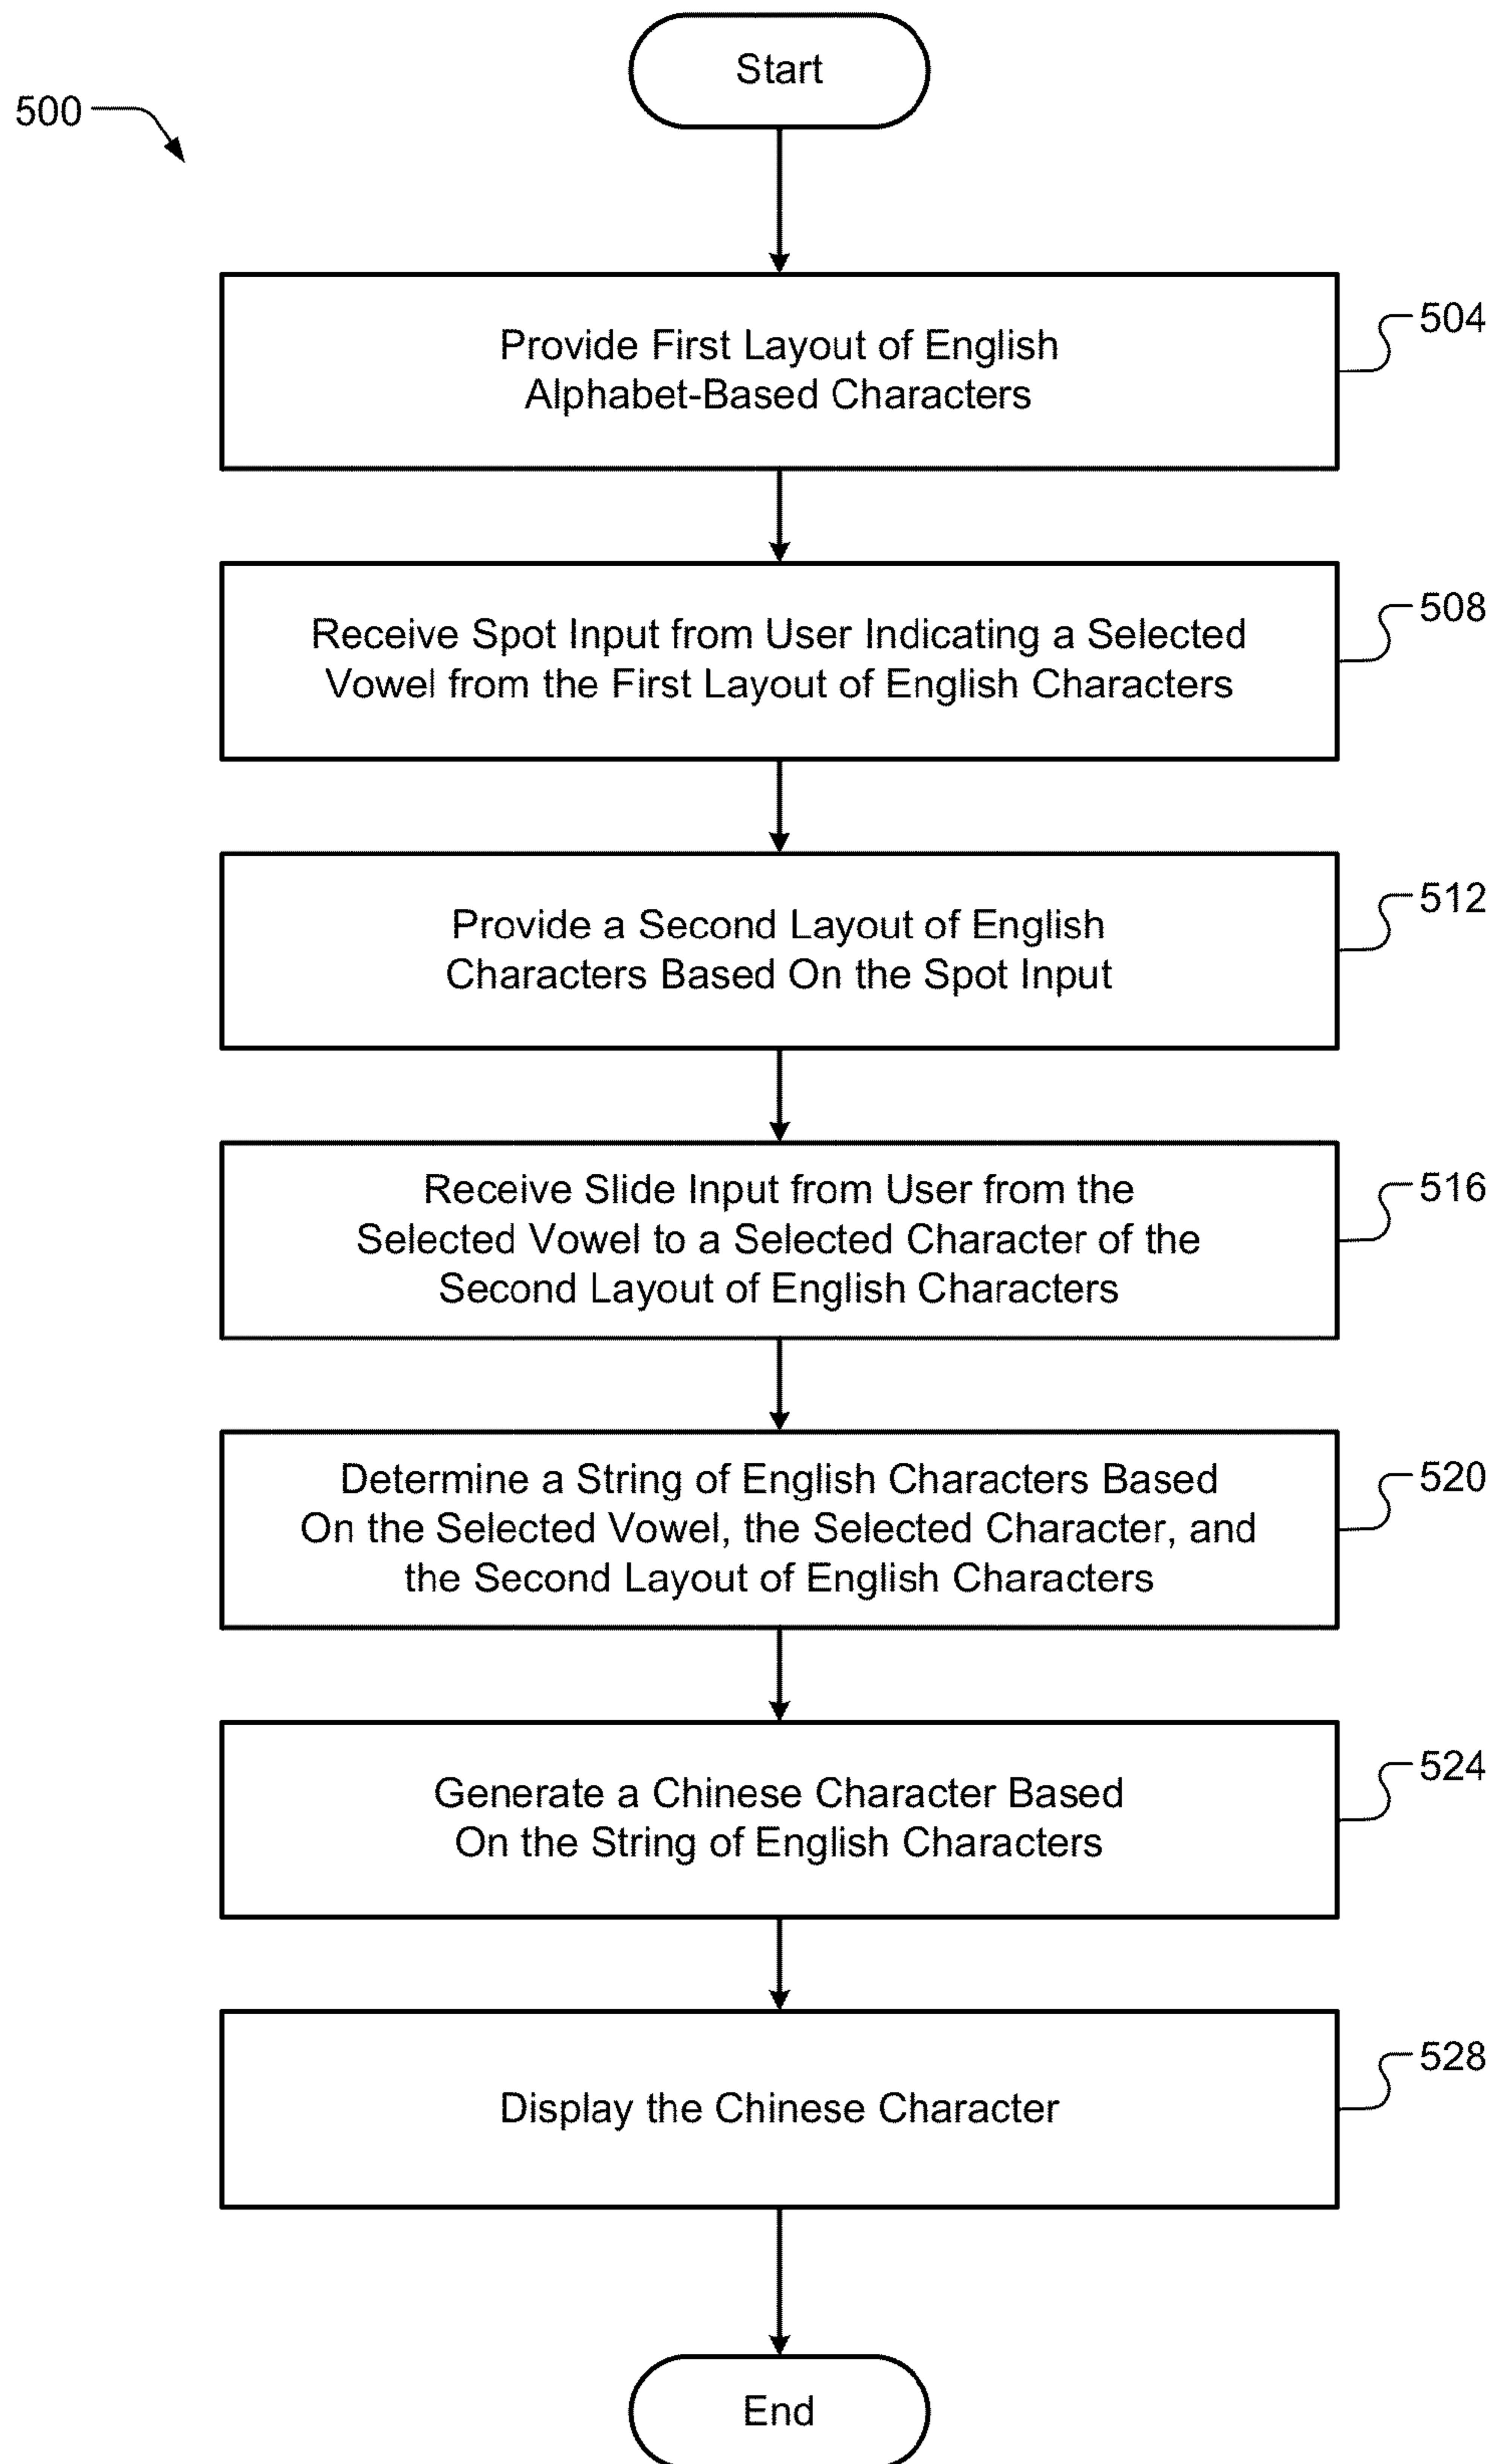 Start
500
Provide First Layout of English
Alphabet-Based Characters
504
Receive Spot Input from User Indicating a Selected
Vowel from the First Layout of English Characters
508
Provide a Second Layout of English
Characters Based On the Spot Input
512
Receive Slide Input from User from the
Selected Vowel to a Selected Character of the
Second Layout of English Characters
516
Determine a String of English Characters Based
On the Selected Vowel, the Selected Character, and
the Second Layout of English Characters
520
Generate a Chinese Character Based
On the String of English Characters
524
Display the Chinese Character
528
End